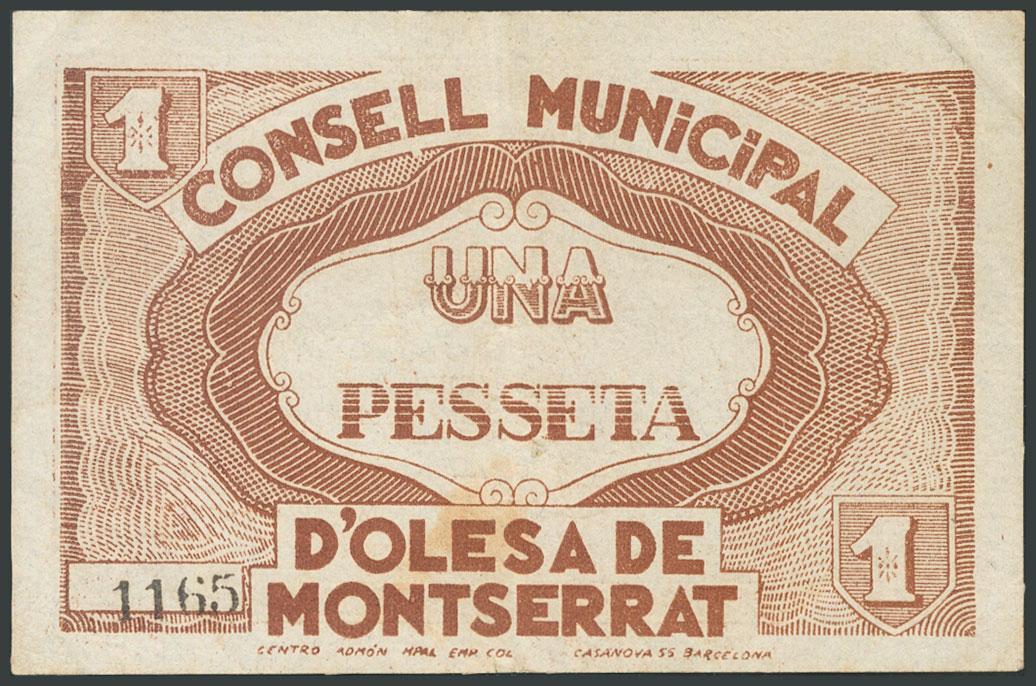 1
CONSELL MUNICIPAL
UNA
PESSETA
D'OLESA DE
MONTSERRAT
1
1165
CENTRO ADMÓN MPAL EMP. COL CASANOVA 55 BARCELONA